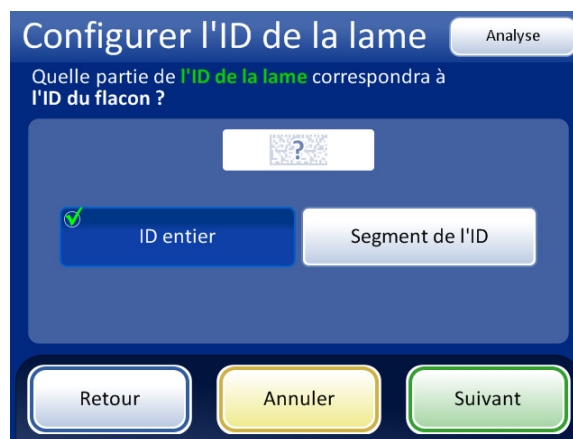 Configurer l'ID de la lame
Analyse
Quelle partie de l'ID de la lame correspondra à
l'ID du flacon ?
?
ID entier
Segment de l'ID
Retour
Annuler
Suivant